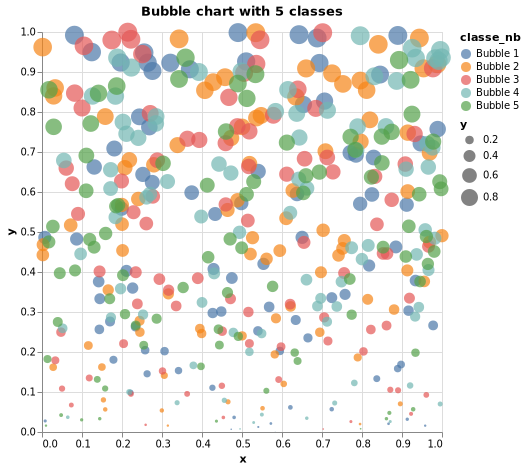 Bubble chart with 5 classes
1.0
0.9
0.8
0.7
0.6
0.5
0.4
0.3
0.2
0.1
0.0
y
0.0 0.1 0.2 0.3 0.4 0.5 0.6 0.7 0.8 0.9 1.0
x
classe_nb
Bubble 1
Bubble 2
Bubble 3
Bubble 4
Bubble 5
y
0.2
0.4
0.6
0.8